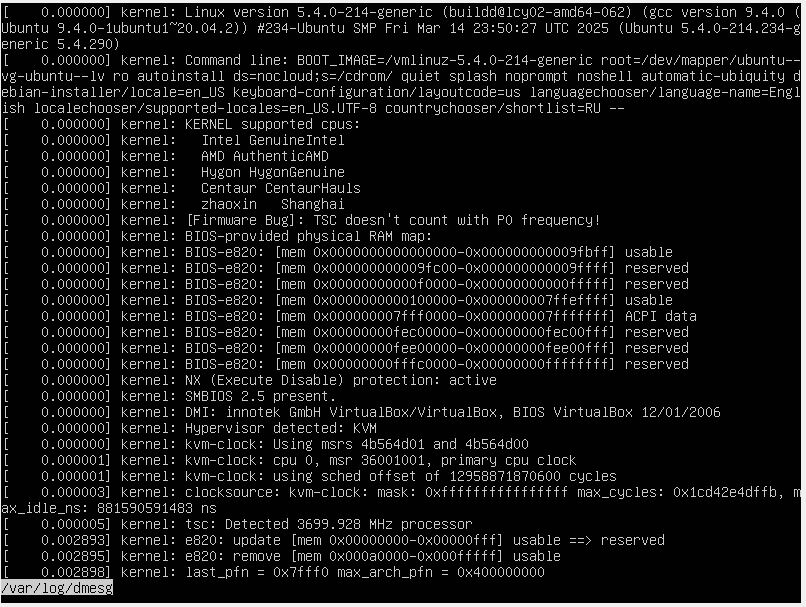 [    0.000000] kernel: Linux version 5.4.0-214-generic (buildd@lcy02-amd64-062) (gcc version 9.4.0 (
Ubuntu 9.4.0-1ubuntu1~20.04.2)) #234-Ubuntu SMP Fri Mar 14 23:50:27 UTC 2025 (Ubuntu 5.4.0-214.234-g
eneric 5.4.290)
[    0.000000] kernel: Command line: BOOT_IMAGE=/vmlinuz-5.4.0-214-generic root=/dev/mapper/ubuntu--
vg-ubuntu--lv ro autoinstall ds=nocloud;s=/cdrom/ quiet splash noprompt noshell automatic-ubiquity d
ebian-installer/locale=en_US keyboard-configuration/layoutcode=us languagechooser/language-name=Engl
ish localechooser/supported-locales=en_US.UTF-8 countrychooser/shortlist=RU --
[    0.000000] kernel: KERNEL supported cpus:
[    0.000000] kernel:   Intel GenuineIntel
[    0.000000] kernel:   AMD AuthenticAMD
[    0.000000] kernel:   Hygon HygonGenuine
[    0.000000] kernel:   Centaur CentaurHauls
[    0.000000] kernel:   zhaoxin   Shanghai
[    0.000000] kernel: [Firmware Bug]: TSC doesn't count with P0 frequency!
[    0.000000] kernel: BIOS-provided physical RAM map:
[    0.000000] kernel: BIOS-e820: [mem 0x0000000000000000-0x000000000009fbff] usable
[    0.000000] kernel: BIOS-e820: [mem 0x000000000009fc00-0x000000000009ffff] reserved
[    0.000000] kernel: BIOS-e820: [mem 0x00000000000f0000-0x00000000000fffff] reserved
[    0.000000] kernel: BIOS-e820: [mem 0x0000000000100000-0x000000007ffeffff] usable
[    0.000000] kernel: BIOS-e820: [mem 0x000000007fff0000-0x000000007fffffff] ACPI data
[    0.000000] kernel: BIOS-e820: [mem 0x00000000fec00000-0x00000000fec00fff] reserved
[    0.000000] kernel: BIOS-e820: [mem 0x00000000fee00000-0x00000000fee00fff] reserved
[    0.000000] kernel: BIOS-e820: [mem 0x00000000fffc0000-0x00000000ffffffff] reserved
[    0.000000] kernel: NX (Execute Disable) protection: active
[    0.000000] kernel: SMBIOS 2.5 present.
[    0.000000] kernel: DMI: innotek GmbH VirtualBox/VirtualBox, BIOS VirtualBox 12/01/2006
[    0.000000] kernel: Hypervisor detected: KVM
[    0.000000] kernel: kvm-clock: Using msrs 4b564d01 and 4b564d00
[    0.000001] kernel: kvm-clock: cpu 0, msr 36001001, primary cpu clock
[    0.000001] kernel: kvm-clock: using sched offset of 12958871870600 cycles
[    0.000003] kernel: clocksource: kvm-clock: mask: 0xffffffffffffffff max_cycles: 0x1cd42e4dffb, m
ax_idle_ns: 881590591483 ns
[    0.000005] kernel: tsc: Detected 3699.928 MHz processor
[    0.002893] kernel: e820: update [mem 0x00000000-0x00000fff] usable ==> reserved
[    0.002895] kernel: e820: remove [mem 0x000a0000-0x000fffff] usable
[    0.002898] kernel: last_pfn = 0x7fff0 max_arch_pfn = 0x400000000
/var/log/dmesg